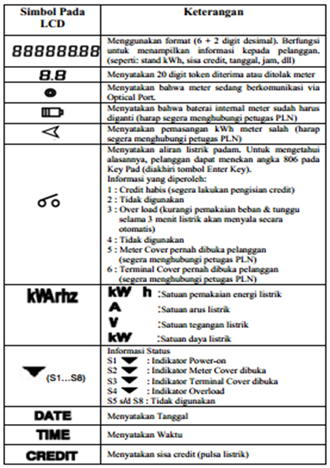 Simbol Pada LCD
Keterangan
88888888
Menggunakan format (6 + 2 digit desimal). Berfungsi
untuk menampilkan informasi kepada pelanggan.
(seperti: stand kWh, sisa credit, tanggal, jam, dll)
8.8
Menyatakan 20 digit token diterima atau ditolak meter
Menyatakan bahwa meter sedang berkomunikasi via
Optical Port.
Menyatakan bahwa baterai internal meter sudah harus
diganti (harap segera menghubungi petugas PLN)
Menyatakan pemasangan kWh meter salah (harap
segera menghubungi petugas PLN)
Menyatakan aliran listrik padam. Untuk mengetahui
alasannya, pelanggan dapat menekan angka 806 pada
Key Pad (diakhiri tombol Enter Key).
Informasi yang diperoleh:
1 : Credit habis (segera lakukan pengisian credit)
2 : Tidak digunakan
3 : Over load (kurangi pemakaian beban & tunggu
selama 3 menit listrik akan menyala secara
otomatis)
4 : Tidak digunakan
5 : Meter Cover pernah dibuka pelanggan
(segera menghubungi petugas PLN)
6 : Terminal Cover pernah dibuka pelanggan
(segera menghubungi petugas PLN)
kWArhz
kW h :Satuan pemakaian energi listrik
A :Satuan arus listrik
V :Satuan tegangan listrik
kW :Satuan daya listrik
(S1...S8)
Informasi Status
S1 : Indikator Power-on
S2 : Indikator Meter Cover dibuka
S3 : Indikator Terminal Cover dibuka
S4 : Indikator Overload
S5 s/d S8 : Tidak digunakan
DATE
Menyatakan Tanggal
TIME
Menyatakan Waktu
CREDIT
Menyatakan sisa credit (pulsa listrik)